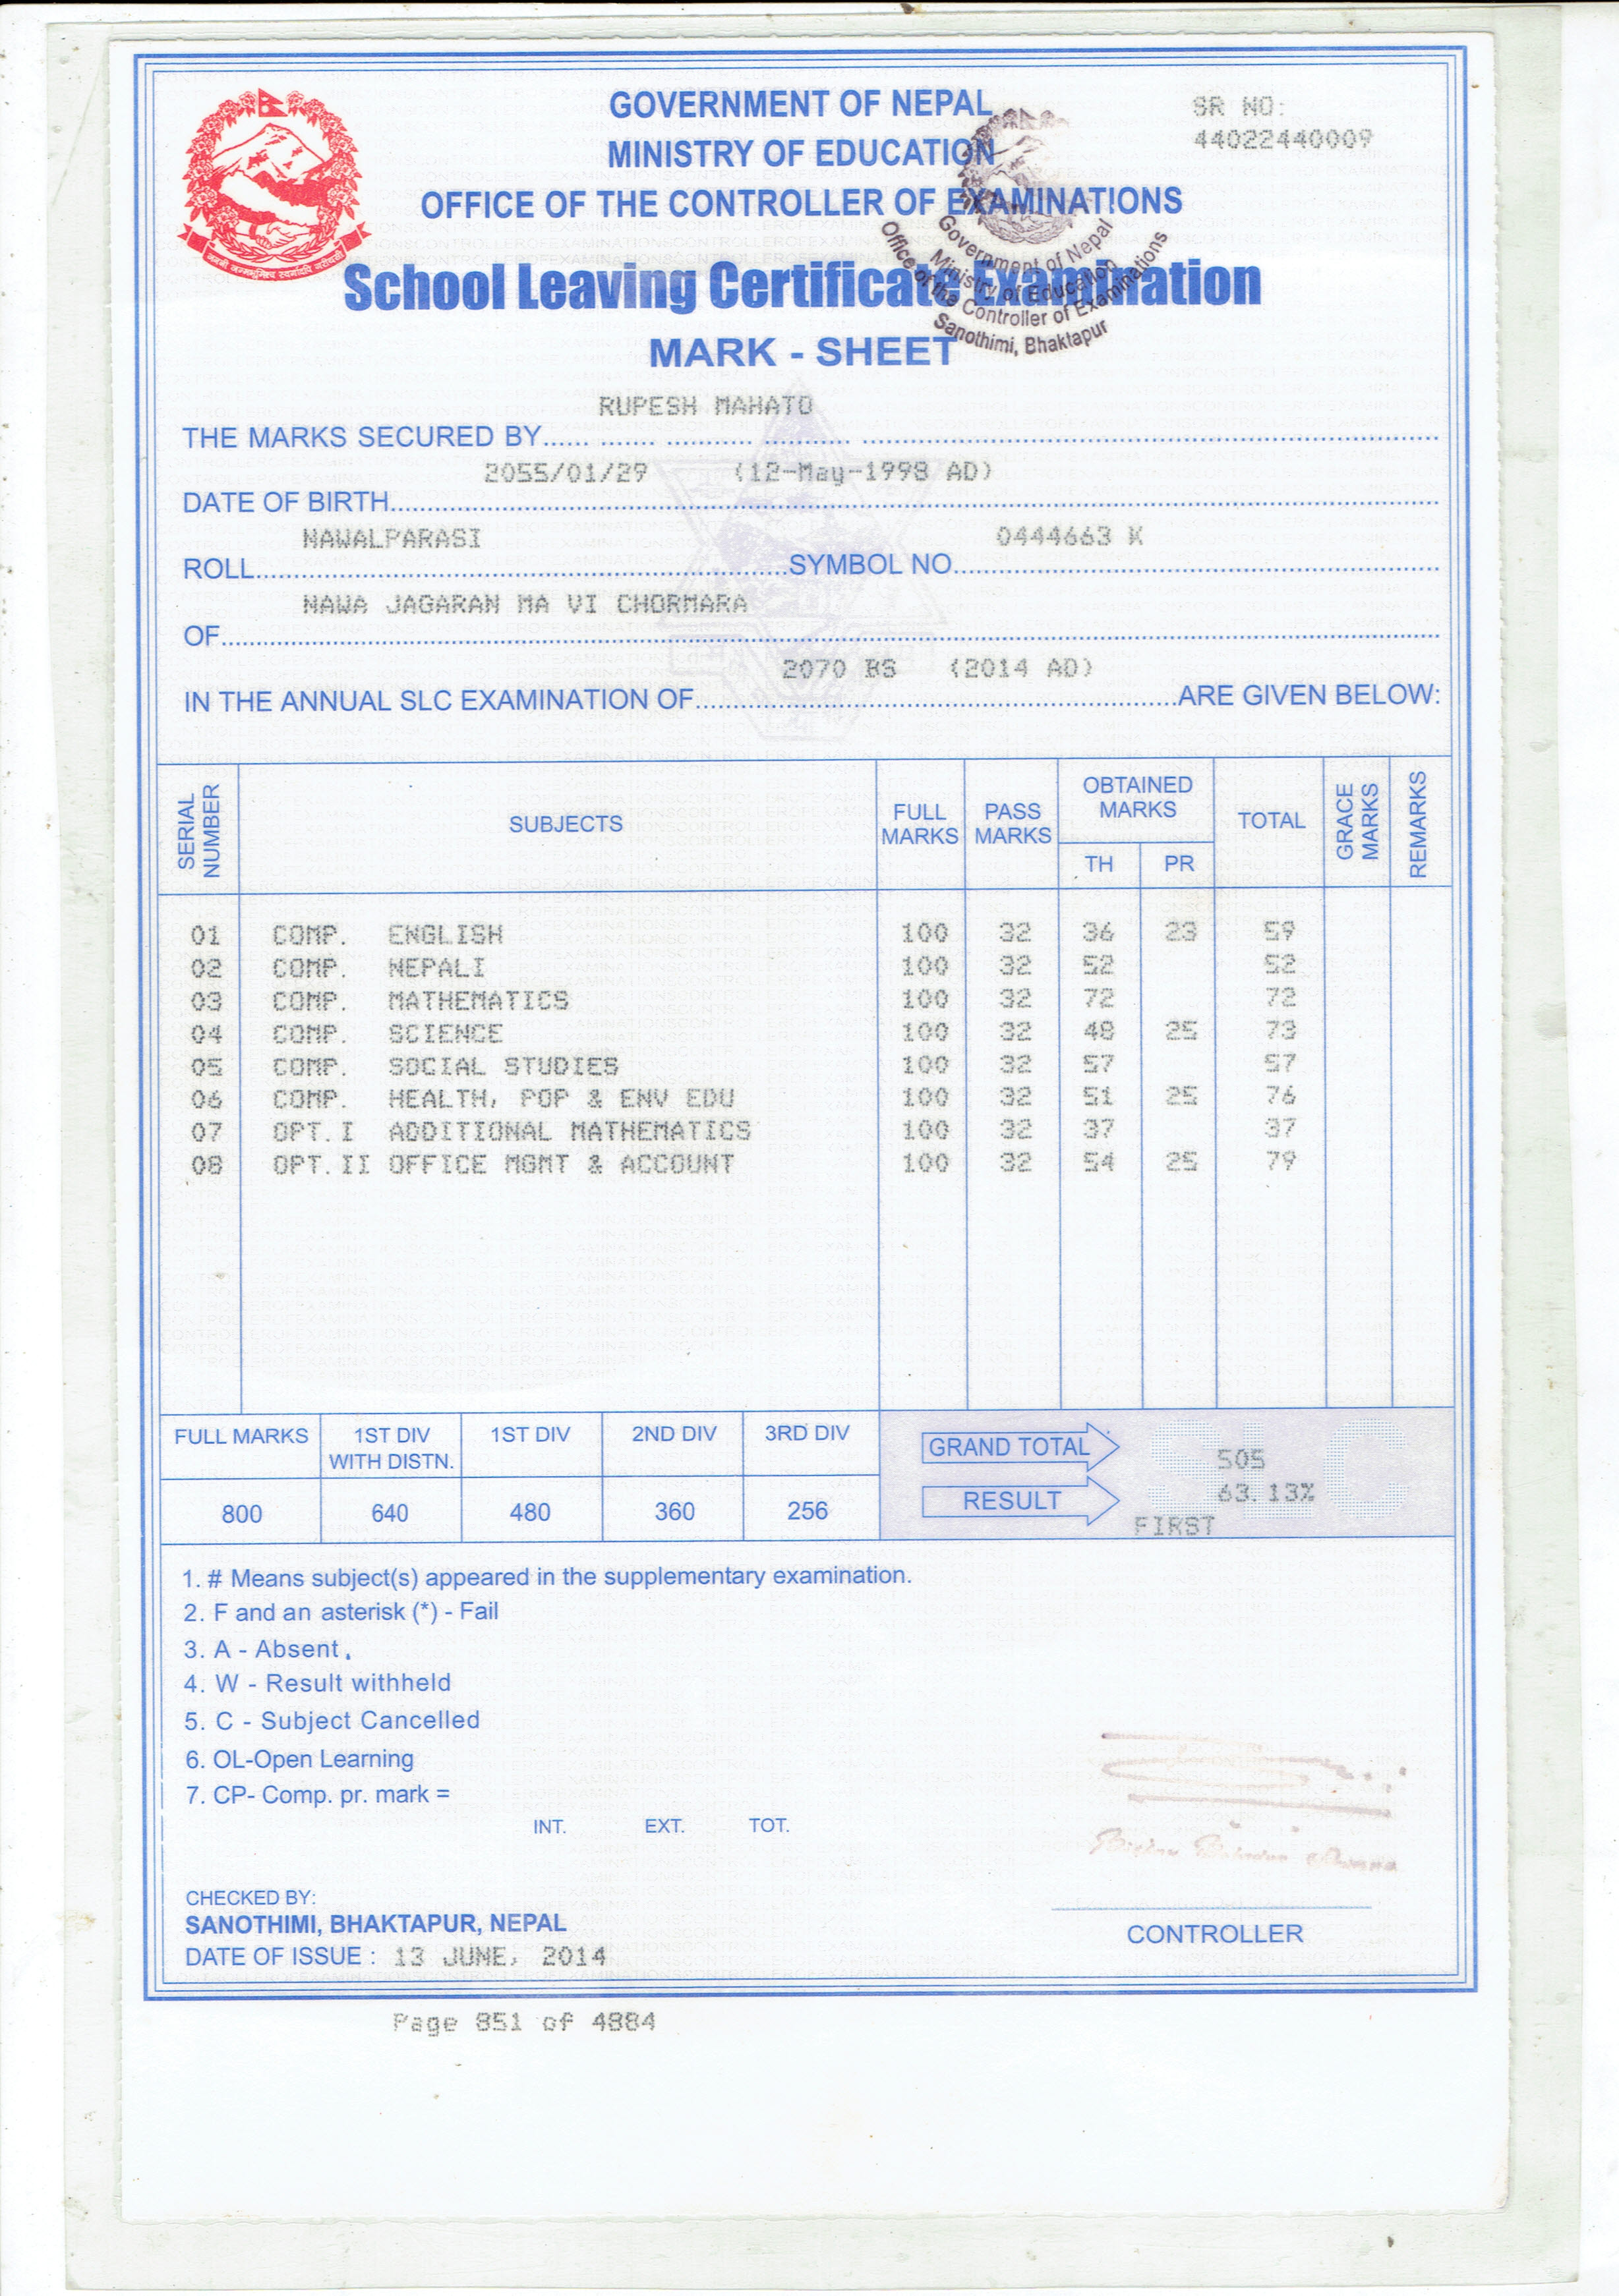 GOVERNMENT OF NEPAL
MINISTRY OF EDUCATION
OFFICE OF THE CONTROLLER OF EXAMINATIONS
SR NO:
44022440009
School Leaving Certificate Examination
MARK - SHEET
Government of Nepal
Ministry of Education
Office of the Controller of Examinations
Sanothimi, Bhaktapur
RUPESH MAHATO
THE MARKS SECURED BY
2055/01/29 (12-May-1998 AD)
DATE OF BIRTH
NAWALPARASI 0444663 K
ROLL SYMBOL NO.
NAWA JAGARAN MA VI CHORMARA
OF
2070 BS (2014 AD)
IN THE ANNUAL SLC EXAMINATION OF ARE GIVEN BELOW:
SERIAL NUMBER SUBJECTS FULL MARKS PASS MARKS OBTAINED MARKS TH PR TOTAL GRACE MARKS REMARKS
01 COMP. ENGLISH 100 32 36 23 59
02 COMP. NEPALI 100 32 52 52
03 COMP. MATHEMATICS 100 32 72 72
04 COMP. SCIENCE 100 32 48 25 73
05 COMP. SOCIAL STUDIES 100 32 57 57
06 COMP. HEALTH, POP & ENV EDU 100 32 51 25 76
07 OPT.I ADDITIONAL MATHEMATICS 100 32 37 37
08 OPT.II OFFICE MGMT & ACCOUNT 100 32 54 25 79
FULL MARKS 1ST DIV WITH DISTN. 1ST DIV 2ND DIV 3RD DIV
800 640 480 360 256
SLC
GRAND TOTAL 505
63.13%
RESULT FIRST
1. # Means subject(s) appeared in the supplementary examination.
2. F and an asterisk (*) - Fail
3. A - Absent
4. W - Result withheld
5. C - Subject Cancelled
6. OL-Open Learning
7. CP- Comp. pr. mark =
INT. EXT. TOT.
CHECKED BY:
SANOTHIMI, BHAKTAPUR, NEPAL
DATE OF ISSUE : 13 JUNE, 2014
CONTROLLER
Page 851 of 4884